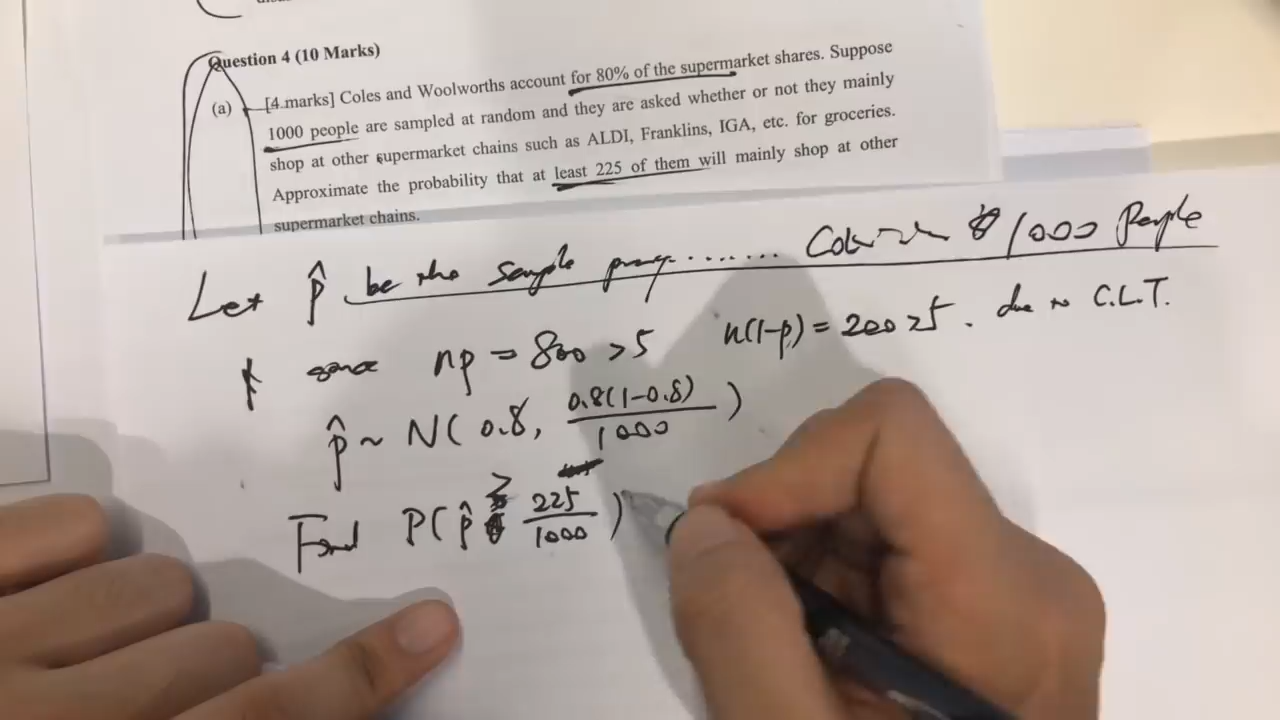 Question 4 (10 Marks)
(a) [4 marks] Coles and Woolworths account for 80% of the supermarket shares. Suppose
1000 people are sampled at random and they are asked whether or not they mainly
shop at other supermarket chains such as ALDI, Franklins, IGA, etc. for groceries.
Approximate the probability that at least 225 of them will mainly shop at other
supermarket chains.
Let p̂ be the sample ........ 1000 People
np = 800 > 5 n(1-p) = 200 > 5. due to C.L.T.
p̂ ~ N( 0.8, 0.8(1-0.8) / 1000 )
Find P( p̂ ≥ 225 / 1000 )